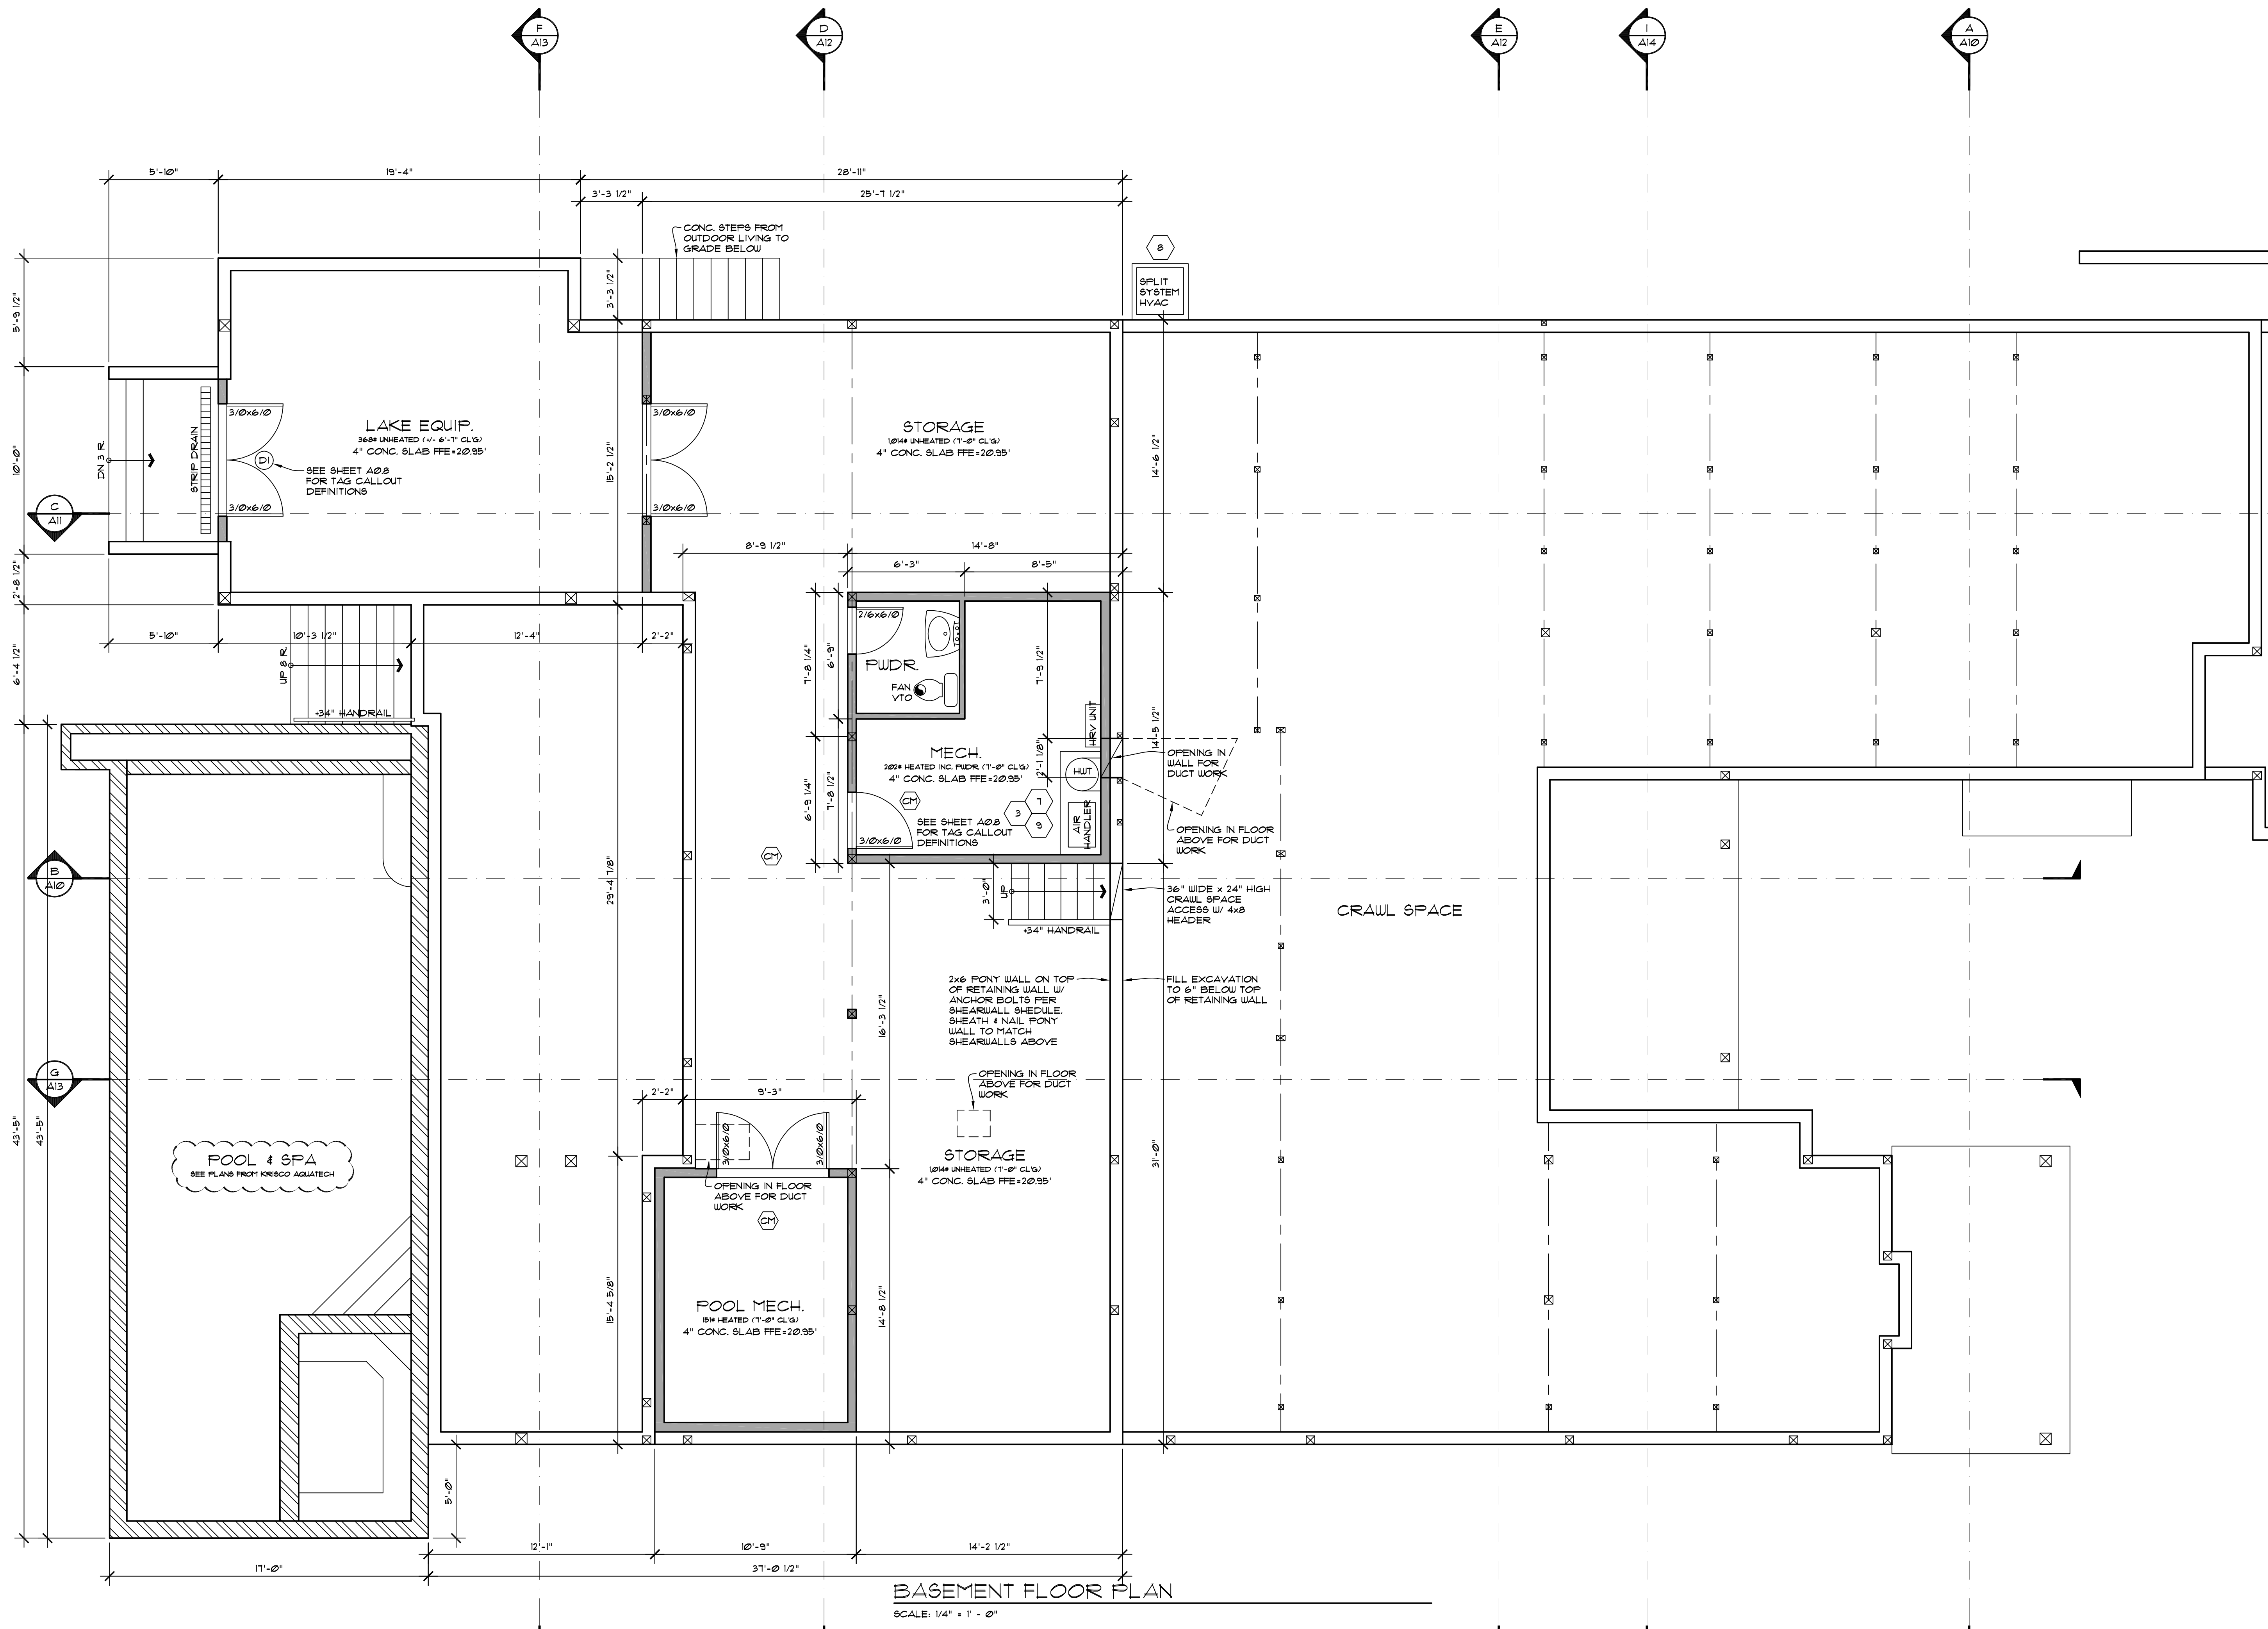 F
A13
D
A12
E
A12
I
A14
A
A10
5'-10"
19'-4"
28'-11"
3'-3 1/2"
25'-7 1/2"
CONC. STEPS FROM
OUTDOOR LIVING TO
GRADE BELOW
8
SPLIT
SYSTEM
HVAC
5'-9 1/2"
3'-3 1/2"
10'-0"
DN 3 R.
STRIP DRAIN
3/0x6/0
LAKE EQUIP.
368# UNHEATED (+/- 6'-7" CL'G)
4" CONC. SLAB FFE=20.95'
D1
SEE SHEET A0.8
FOR TAG CALLOUT
DEFINITIONS
3/0x6/0
15'-2 1/2"
3/0x6/0
3/0x6/0
STORAGE
1,014# UNHEATED (7'-0" CL'G)
4" CONC. SLAB FFE=20.95'
14'-6 1/2"
C
A11
2'-8 1/2"
8'-9 1/2"
14'-8"
6'-3"
8'-5"
5'-10"
10'-3 1/2"
12'-4"
2'-2"
6'-4 1/2"
UP 8 R.
+34" HANDRAIL
2/6x6/0
PWDR.
FAN
VTO
7'-8 1/4"
6'-9"
7'-9 1/2"
HRV UNIT
14'-5 1/2"
MECH.
202# HEATED INC. PWDR. (7'-0" CL'G)
4" CONC. SLAB FFE=20.95'
2'-1 1/8"
HWT
OPENING IN
WALL FOR
DUCT WORK
CM
7
3
9
6'-9 1/4"
7'-8 1/2"
SEE SHEET A0.8
FOR TAG CALLOUT
DEFINITIONS
AIR
HANDLER
3/0x6/0
OPENING IN FLOOR
ABOVE FOR DUCT
WORK
CM
B
A10
29'-4 7/8"
3'-0"
UP
+34" HANDRAIL
36" WIDE x 24" HIGH
CRAWL SPACE
ACCESS W/ 4x8
HEADER
CRAWL SPACE
2x6 PONY WALL ON TOP
OF RETAINING WALL W/
ANCHOR BOLTS PER
SHEARWALL SHEDULE.
SHEATH & NAIL PONY
WALL TO MATCH
SHEARWALLS ABOVE
FILL EXCAVATION
TO 6" BELOW TOP
OF RETAINING WALL
16'-3 1/2"
G
A13
43'-5"
43'-5"
2'-2"
9'-3"
OPENING IN FLOOR
ABOVE FOR DUCT
WORK
3/0x6/0
3/0x6/0
POOL & SPA
SEE PLANS FROM KRISCO AQUATECH
STORAGE
1,014# UNHEATED (7'-0" CL'G)
4" CONC. SLAB FFE=20.95'
31'-0"
OPENING IN FLOOR
ABOVE FOR DUCT
WORK
CM
15'-4 5/8"
POOL MECH.
151# HEATED (7'-0" CL'G)
4" CONC. SLAB FFE=20.95'
14'-8 1/2"
5'-0"
12'-1"
10'-9"
14'-2 1/2"
17'-0"
37'-0 1/2"
BASEMENT FLOOR PLAN
SCALE: 1/4" = 1' - 0"